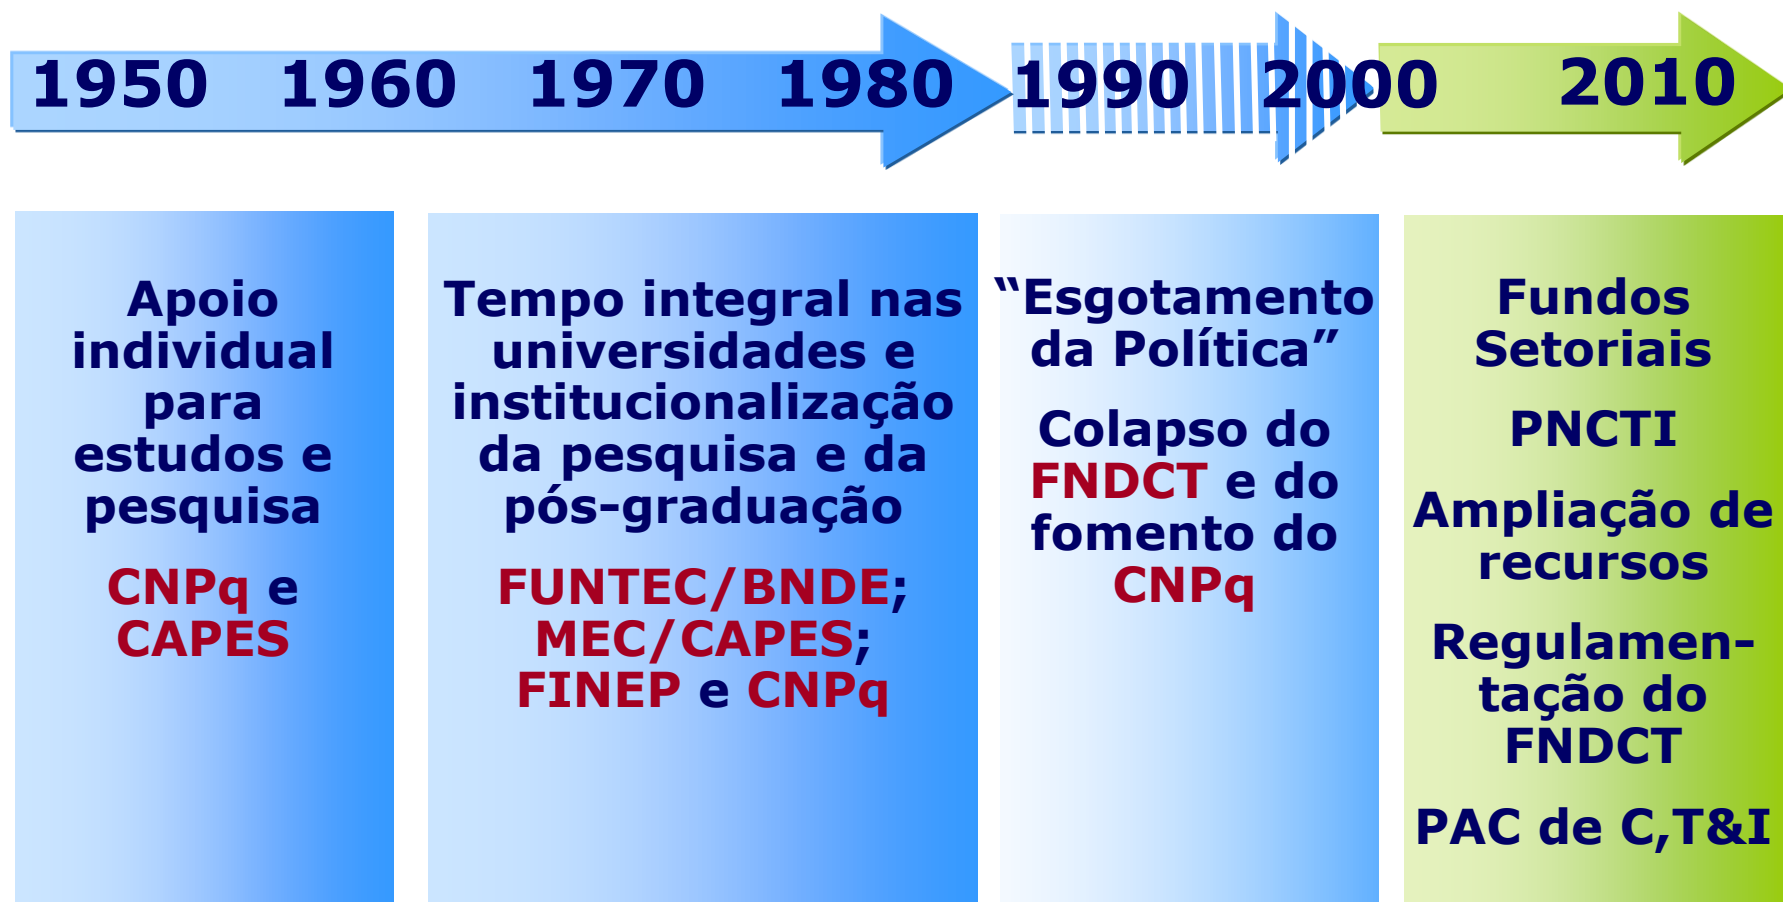 1950 1960 1970 1980 1990 2000 2010
Apoio
individual
para
estudos e
pesquisa
CNPq e
CAPES
Tempo integral nas
universidades e
institucionalização
da pesquisa e da
pós-graduação
FUNTEC/BNDE;
MEC/CAPES;
FINEP e CNPq
“Esgotamento
da Política”
Colapso do
FNDCT e do
fomento do
CNPq
Fundos
Setoriais
PNCTI
Ampliação de
recursos
Regulamen-
tação do
FNDCT
PAC de C,T&I